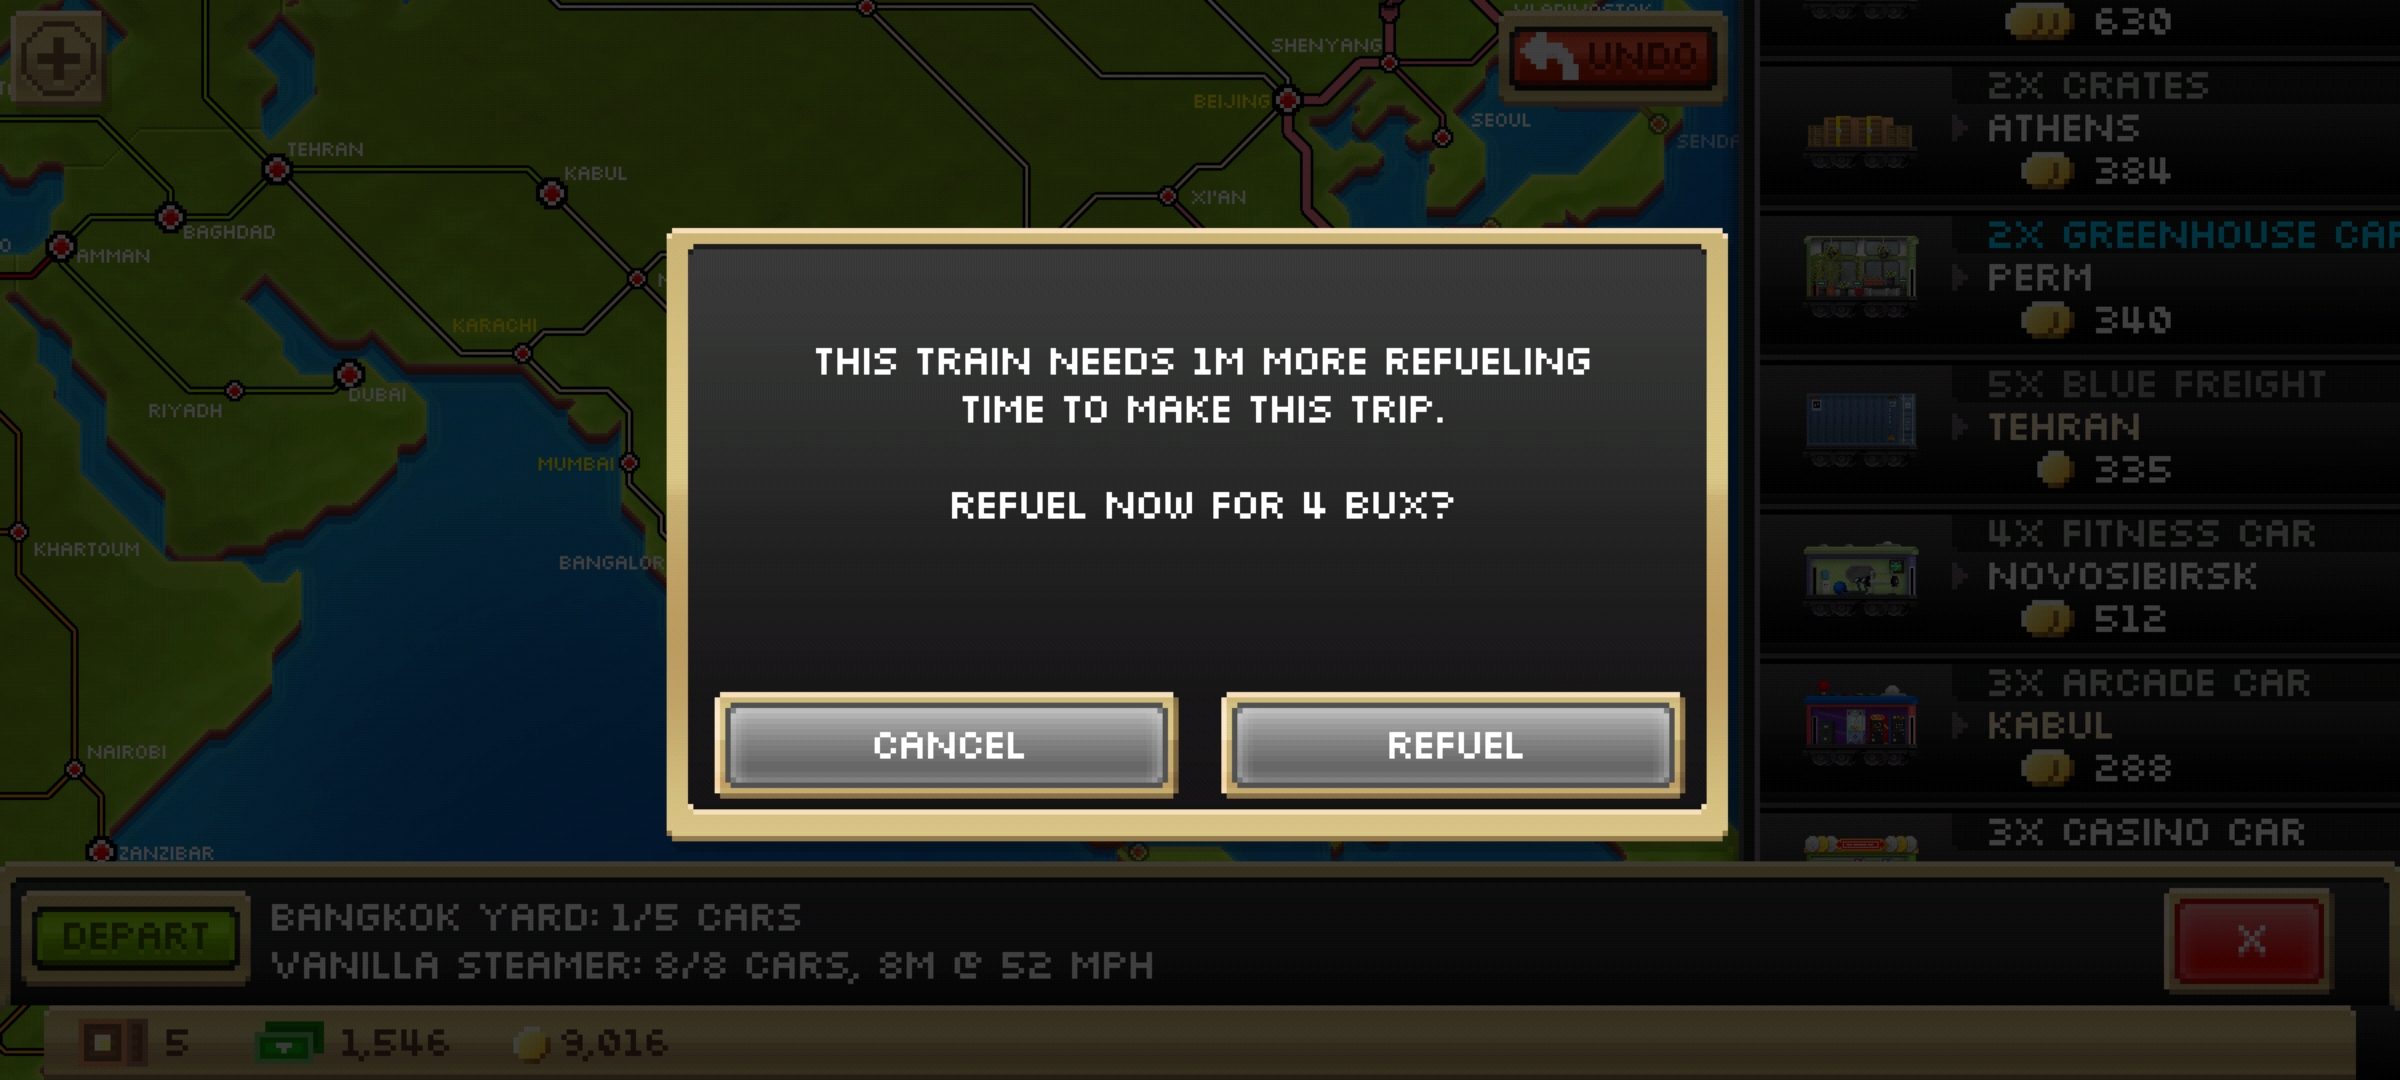 VLADIVOSTOK
SHENYANG
UNDO
BEIJING
SEOUL
SENDA
TEHRAN
KABUL
XI'AN
BAGHDAD
AMMAN
KARACHI
RIYADH
DUBAI
MUMBAI
KHARTOUM
BANGALOR
NAIROBI
ZANZIBAR
630
2X CRATES
ATHENS
384
2X GREENHOUSE CAR
PERM
340
5X BLUE FREIGHT
TEHRAN
335
4X FITNESS CAR
NOVOSIBIRSK
512
3X ARCADE CAR
KABUL
288
3X CASINO CAR
THIS TRAIN NEEDS 1M MORE REFUELING
TIME TO MAKE THIS TRIP.
REFUEL NOW FOR 4 BUX?
CANCEL
REFUEL
DEPART
BANGKOK YARD: 1/5 CARS
VANILLA STEAMER: 8/8 CARS, 8M @ 52 MPH
X
5
1,546
9,016